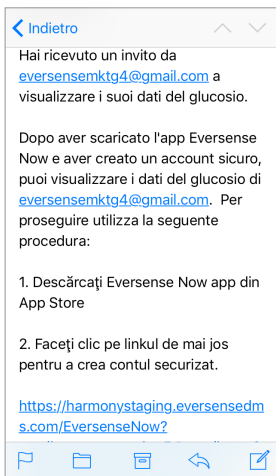 Indietro
Hai ricevuto un invito da
eversensemktg4@gmail.com a
visualizzare i suoi dati del glucosio.
Dopo aver scaricato l'app Eversense
Now e aver creato un account sicuro,
puoi visualizzare i dati del glucosio di
eversensemktg4@gmail.com.  Per
proseguire utilizza la seguente
procedura:
1. Descărcaţi Eversense Now app din
App Store
2. Faceţi clic pe linkul de mai jos
pentru a crea contul securizat.
https://harmonystaging.eversensedm
s.com/EversenseNow?